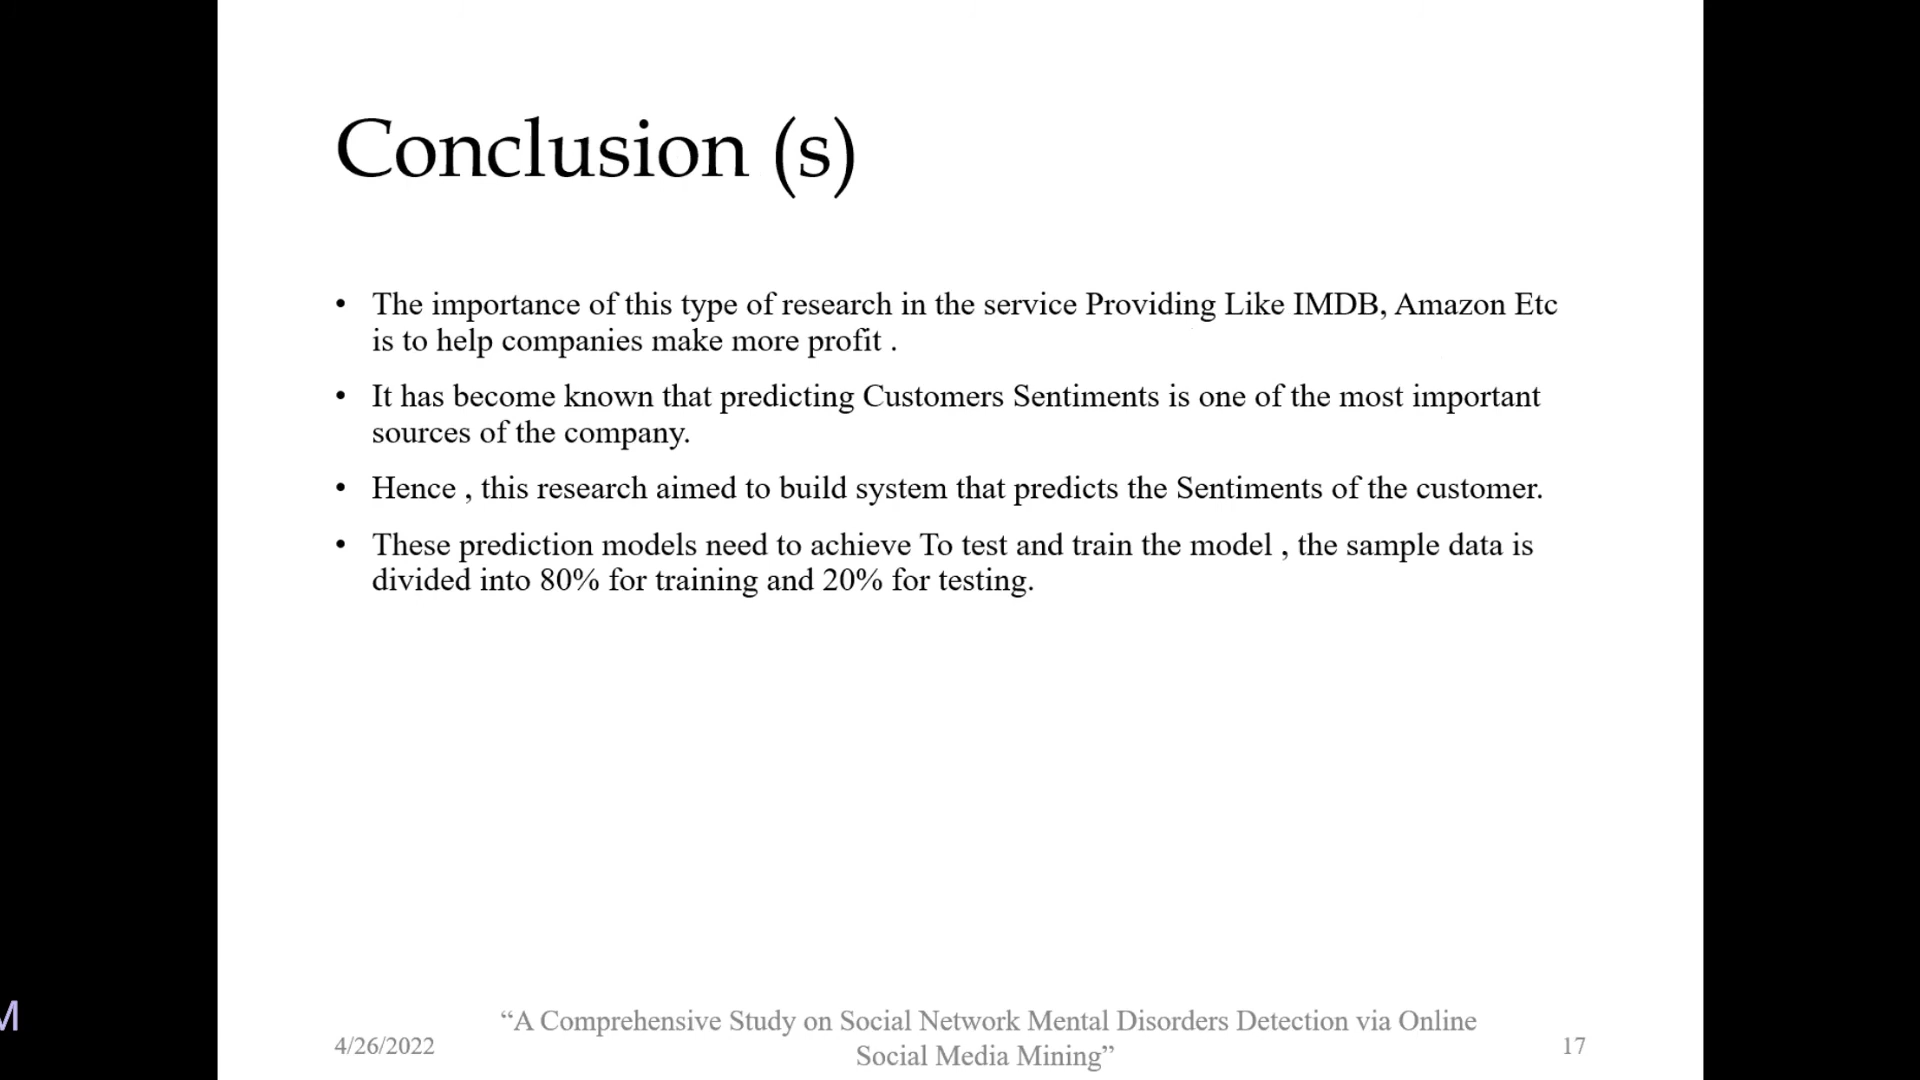 Conclusion (s)
• The importance of this type of research in the service Providing Like IMDB, Amazon Etc
is to help companies make more profit .
• It has become known that predicting Customers Sentiments is one of the most important
sources of the company.
• Hence , this research aimed to build system that predicts the Sentiments of the customer.
• These prediction models need to achieve To test and train the model , the sample data is
divided into 80% for training and 20% for testing.
M
4/26/2022
“A Comprehensive Study on Social Network Mental Disorders Detection via Online
Social Media Mining”
17